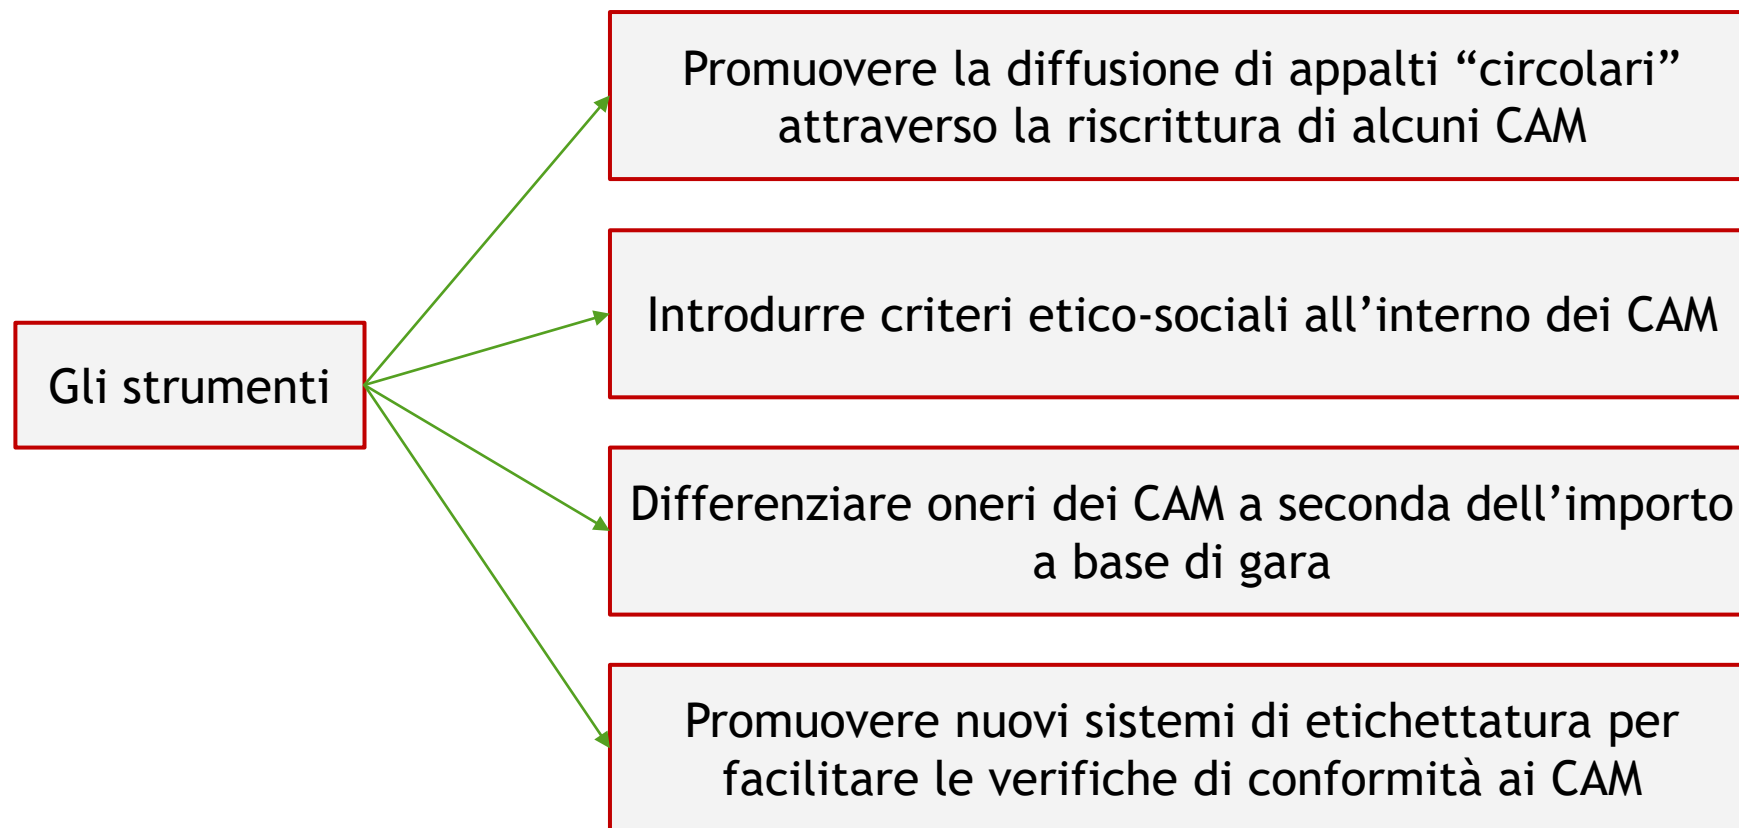 Promuovere la diffusione di appalti “circolari”
attraverso la riscrittura di alcuni CAM
Introdurre criteri etico-sociali all’interno dei CAM
Gli strumenti
Differenziare oneri dei CAM a seconda dell’importo
a base di gara
Promuovere nuovi sistemi di etichettatura per
facilitare le verifiche di conformità ai CAM